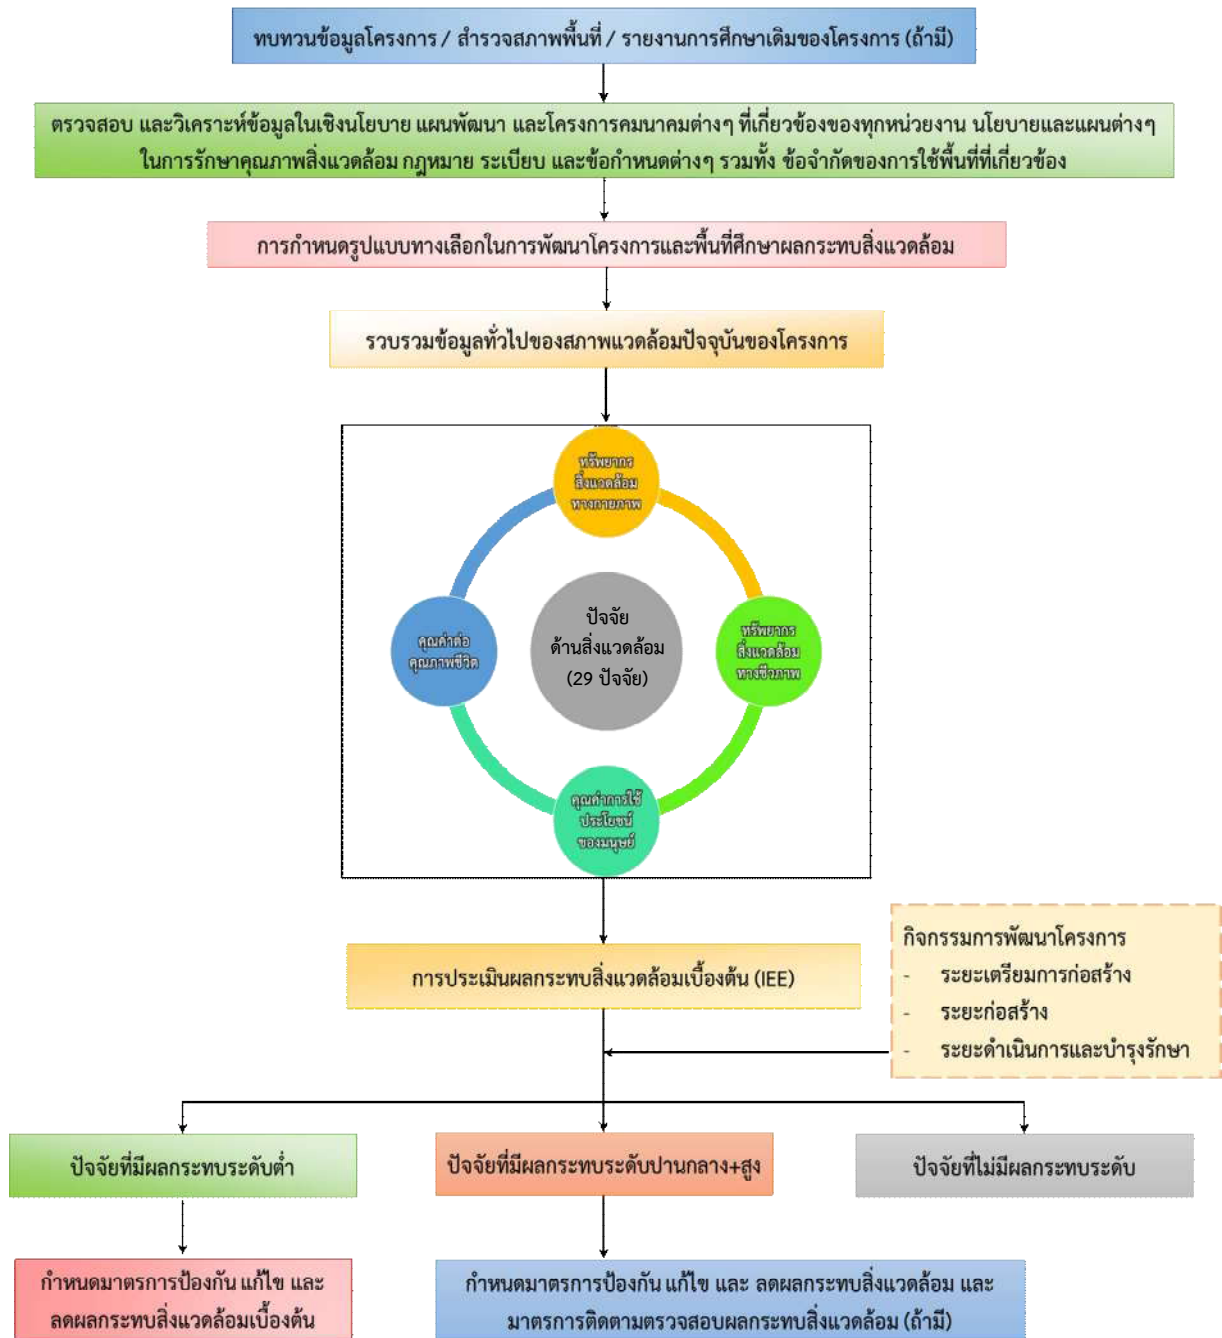 ทบทวนข้อมูลโครงการ / สำรวจสภาพพื้นที่ / รายงานการศึกษาเดิมของโครงการ (ถ้ามี)
ตรวจสอบ และวิเคราะห์ข้อมูลในเชิงนโยบาย แผนพัฒนา และโครงการคมนาคมต่างๆ ที่เกี่ยวข้องของทุกหน่วยงาน นโยบายและแผนต่างๆ
ในการรักษาคุณภาพสิ่งแวดล้อม กฎหมาย ระเบียบ และข้อกำหนดต่างๆ รวมทั้ง ข้อจำกัดของการใช้พื้นที่ที่เกี่ยวข้อง
การกำหนดรูปแบบทางเลือกในการพัฒนาโครงการและพื้นที่ศึกษาผลกระทบสิ่งแวดล้อม
รวบรวมข้อมูลทั่วไปของสภาพแวดล้อมปัจจุบันของโครงการ
ทรัพยากร
สิ่งแวดล้อม
ทางกายภาพ
คุณค่าต่อ
คุณภาพชีวิต
ปัจจัย
ด้านสิ่งแวดล้อม
(29 ปัจจัย)
ทรัพยากร
สิ่งแวดล้อม
ทางชีวภาพ
คุณค่าการใช้
ประโยชน์
ของมนุษย์
กิจกรรมการพัฒนาโครงการ
- ระยะเตรียมการก่อสร้าง
- ระยะก่อสร้าง
- ระยะดำเนินการและบำรุงรักษา
การประเมินผลกระทบสิ่งแวดล้อมเบื้องต้น (IEE)
ปัจจัยที่มีผลกระทบระดับต่ำ
ปัจจัยที่มีผลกระทบระดับปานกลาง+สูง
ปัจจัยที่ไม่มีผลกระทบระดับ
กำหนดมาตรการป้องกัน แก้ไข และ
ลดผลกระทบสิ่งแวดล้อมเบื้องต้น
กำหนดมาตรการป้องกัน แก้ไข และ ลดผลกระทบสิ่งแวดล้อม และ
มาตรการติดตามตรวจสอบผลกระทบสิ่งแวดล้อม (ถ้ามี)